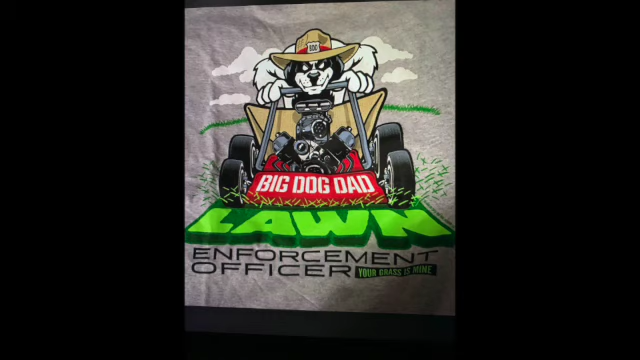 BIG DOG DAD
LAWN
ENFORCEMENT
OFFICER YOUR GRASS IS MINE